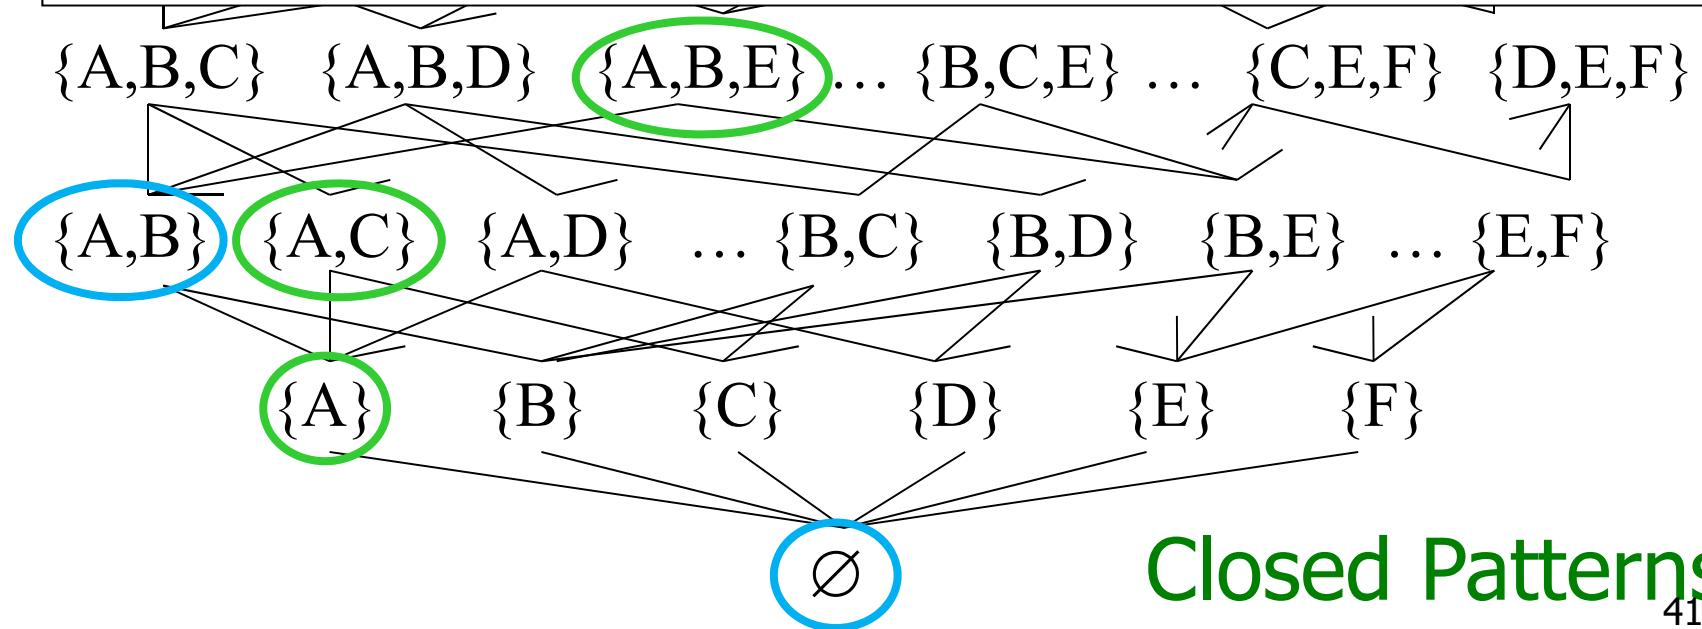 {A,B,C} {A,B,D} {A,B,E} … {B,C,E} … {C,E,F} {D,E,F}
{A,B} {A,C} {A,D} … {B,C} {B,D} {B,E} … {E,F}
{A} {B} {C} {D} {E} {F}
∅
Closed Patterns
41